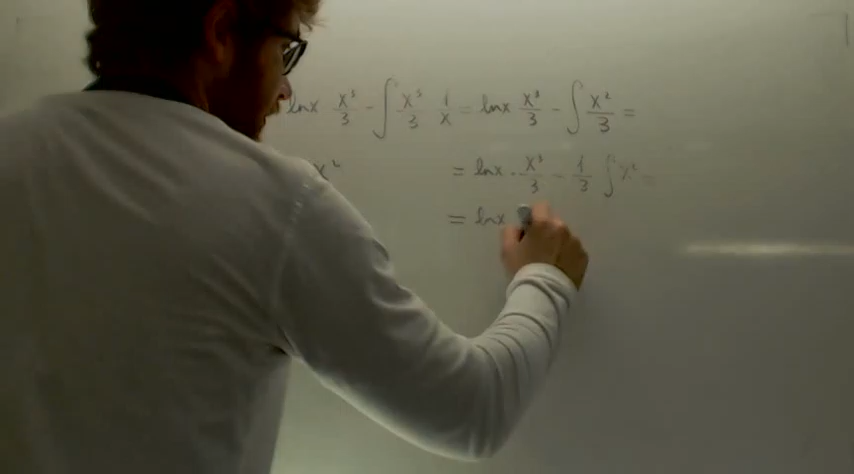 lnx x³/3 - ∫ x³/3 1/x = lnx x³/3 - ∫ x²/3 =
x² = lnx · x³/3 - 1/3 ∫ x² =
= lnx